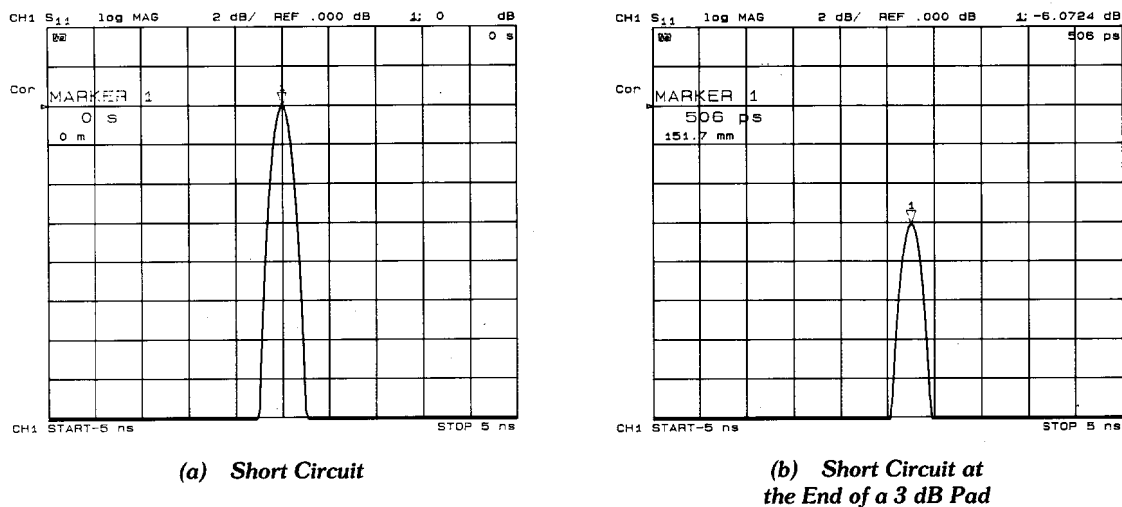 CH1 S11 log MAG 2 dB/ REF .000 dB 1; 0 dB
0 s
Cor
MARKER 1
0 s
0 m
1
CH1 START-5 ns STOP 5 ns
(a) Short Circuit
CH1 S11 log MAG 2 dB/ REF .000 dB 1; -6.0724 dB
506 ps
Cor
MARKER 1
506 ps
151.7 mm
1
CH1 START-5 ns STOP 5 ns
(b) Short Circuit at
the End of a 3 dB Pad